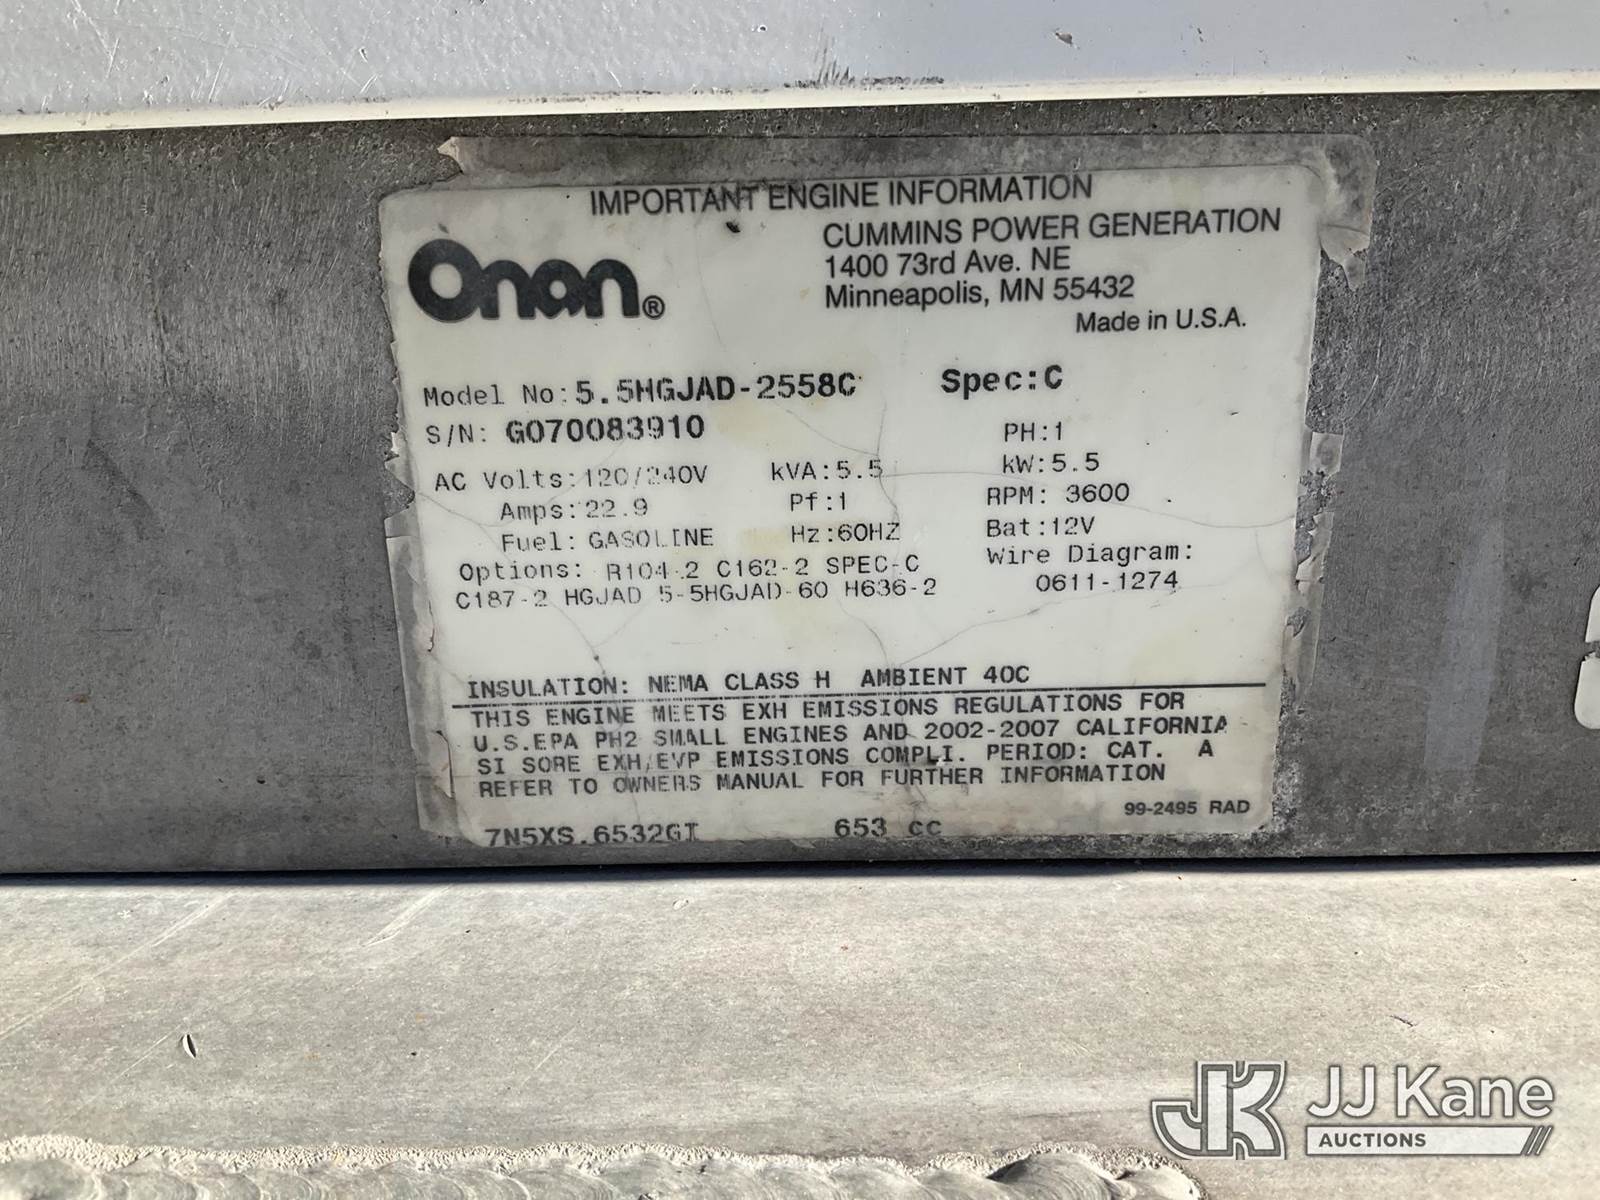 IMPORTANT ENGINE INFORMATION
Onan®
CUMMINS POWER GENERATION
1400 73rd Ave. NE
Minneapolis, MN 55432
Made in U.S.A.
Model No: 5.5HGJAD-2558C Spec: C
S/N: G070083910 PH: 1
AC Volts: 120/240V kVA: 5.5 kW: 5.5
Amps: 22.9 Pf: 1 RPM: 3600
Fuel: GASOLINE Hz: 60HZ Bat: 12V
Options: R104-2 C162-2 SPEC-C Wire Diagram:
C187-2 HGJAD 5-5HGJAD-60 H636-2 0611-1274
INSULATION: NEMA CLASS H AMBIENT 40C
THIS ENGINE MEETS EXH EMISSIONS REGULATIONS FOR
U.S.EPA PH2 SMALL ENGINES AND 2002-2007 CALIFORNIA
SI SORE EXH/EVP EMISSIONS COMPLI. PERIOD: CAT. A
REFER TO OWNERS MANUAL FOR FURTHER INFORMATION
99-2495 RAD
7N5XS.6532GI 653 cc
JK JJ Kane
AUCTIONS